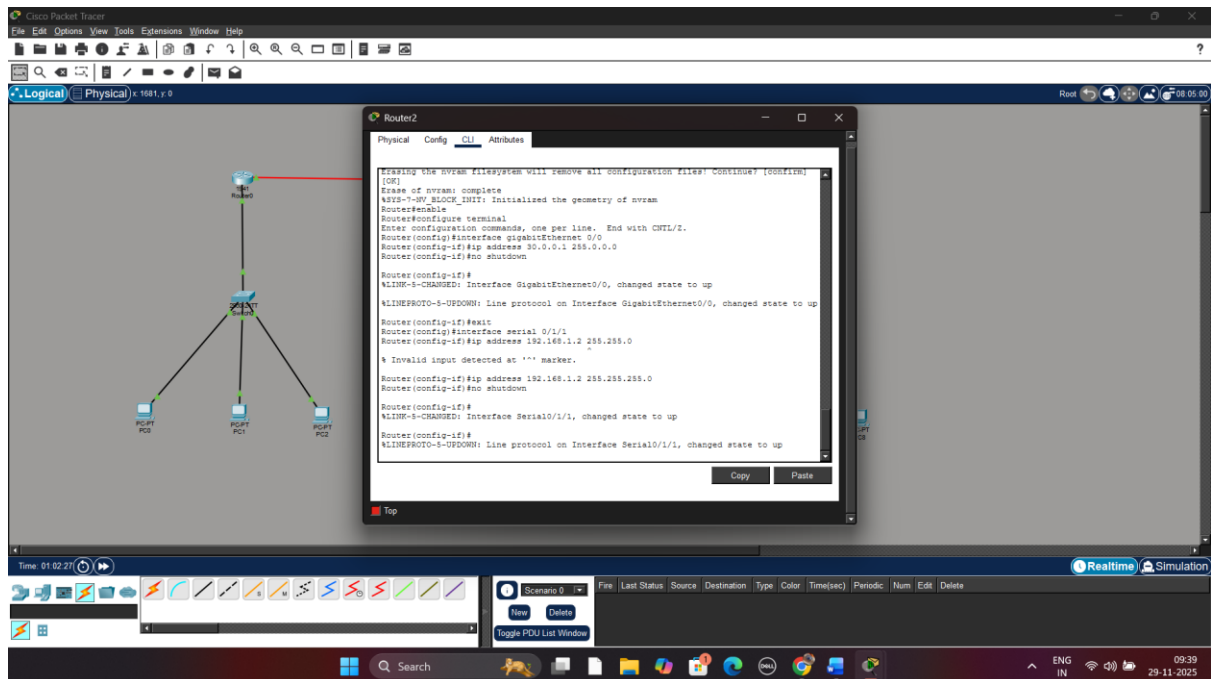 Cisco Packet Tracer
File Edit Options View Tools Extensions Window Help
?
Logical Physical x: 1681, y: 0
Root 08:05:00
Router2
Physical Config CLI Attributes
Erasing the nvram filesystem will remove all configuration files! Continue? [confirm]
[OK]
Erase of nvram: complete
%SYS-7-NV_BLOCK_INIT: Initialized the geometry of nvram
Router#enable
Router#configure terminal
Enter configuration commands, one per line. End with CNTL/Z.
Router(config)#interface gigabitEthernet 0/0
Router(config-if)#ip address 30.0.0.1 255.0.0.0
Router(config-if)#no shutdown
Router(config-if)#
%LINK-5-CHANGED: Interface GigabitEthernet0/0, changed state to up
%LINEPROTO-5-UPDOWN: Line protocol on Interface GigabitEthernet0/0, changed state to up
Router(config-if)#exit
Router(config)#interface serial 0/1/1
Router(config-if)#ip address 192.168.1.2 255.255.0
^
% Invalid input detected at '^' marker.
Router(config-if)#ip address 192.168.1.2 255.255.255.0
Router(config-if)#no shutdown
Router(config-if)#
%LINK-5-CHANGED: Interface Serial0/1/1, changed state to up
Router(config-if)#
%LINEPROTO-5-UPDOWN: Line protocol on Interface Serial0/1/1, changed state to up
Copy Paste
Top
Router0
PC-PT
PC0
PC-PT
PC1
PC-PT
PC2
Time: 01:02:27
Realtime Simulation
Scenario 0
New Delete
Toggle PDU List Window
Fire Last Status Source Destination Type Color Time(sec) Periodic Num Edit Delete
Search
DELL
ENG
IN
09:39
29-11-2025